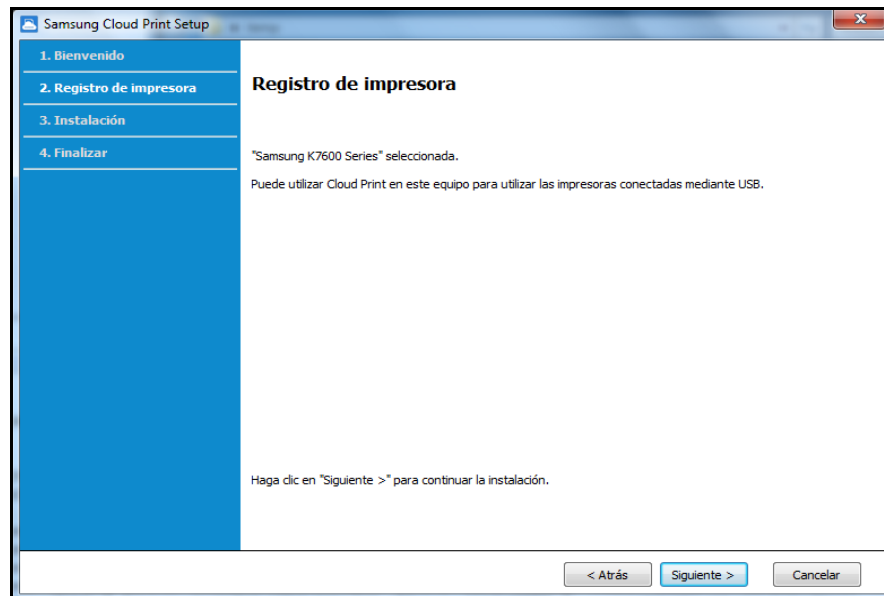 Samsung Cloud Print Setup
1. Bienvenido
2. Registro de impresora
3. Instalación
4. Finalizar
Registro de impresora
"Samsung K7600 Series" seleccionada.
Puede utilizar Cloud Print en este equipo para utilizar las impresoras conectadas mediante USB.
Haga clic en "Siguiente >" para continuar la instalación.
< Atrás
Siguiente >
Cancelar